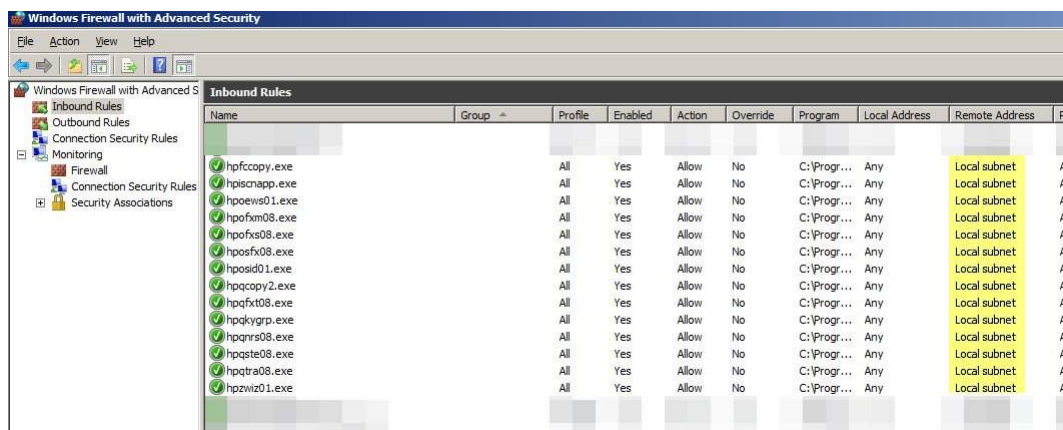 Windows Firewall with Advanced Security
File Action View Help
Windows Firewall with Advanced S
Inbound Rules
Outbound Rules
Connection Security Rules
Monitoring
Firewall
Connection Security Rules
Security Associations
Inbound Rules
Name Group Profile Enabled Action Override Program Local Address Remote Address
hpfccopy.exe All Yes Allow No C:\Progr... Any Local subnet
hpiscnapp.exe All Yes Allow No C:\Progr... Any Local subnet
hpoews01.exe All Yes Allow No C:\Progr... Any Local subnet
hpofxm08.exe All Yes Allow No C:\Progr... Any Local subnet
hpofxs08.exe All Yes Allow No C:\Progr... Any Local subnet
hposfx08.exe All Yes Allow No C:\Progr... Any Local subnet
hposid01.exe All Yes Allow No C:\Progr... Any Local subnet
hpqcopy2.exe All Yes Allow No C:\Progr... Any Local subnet
hpqfxt08.exe All Yes Allow No C:\Progr... Any Local subnet
hpqkygrp.exe All Yes Allow No C:\Progr... Any Local subnet
hpqnrs08.exe All Yes Allow No C:\Progr... Any Local subnet
hpqste08.exe All Yes Allow No C:\Progr... Any Local subnet
hpqtra08.exe All Yes Allow No C:\Progr... Any Local subnet
hpzwiz01.exe All Yes Allow No C:\Progr... Any Local subnet